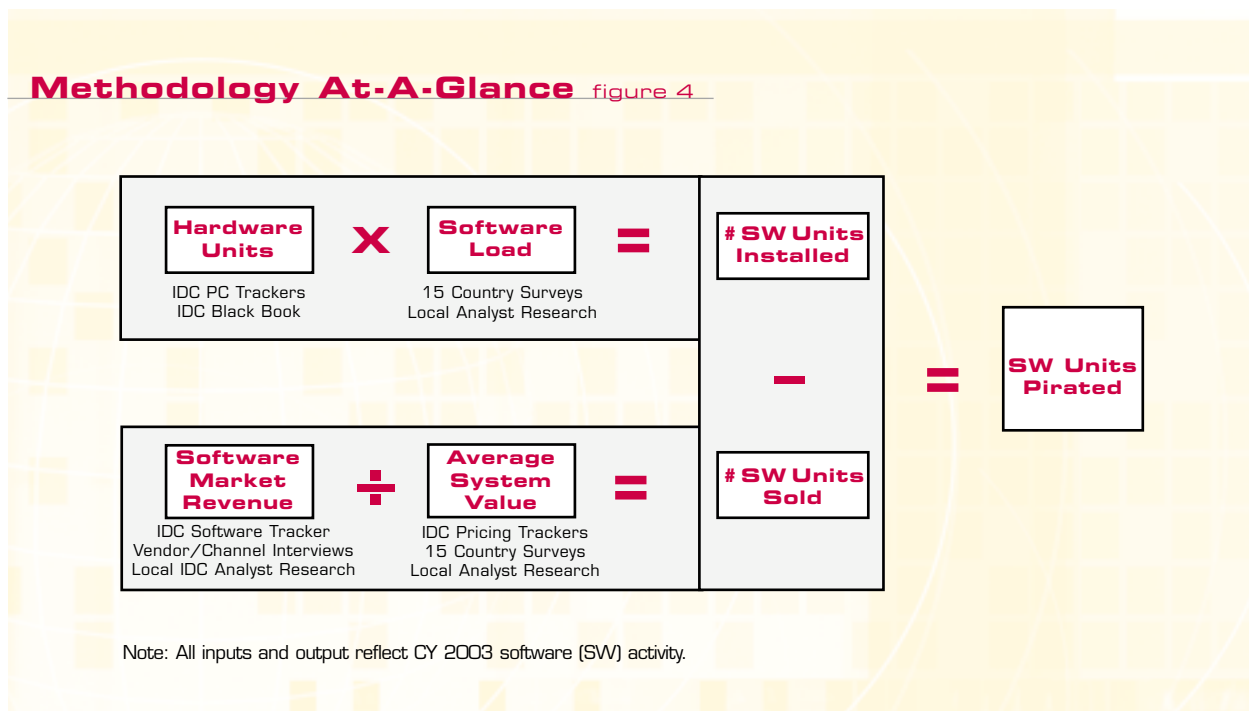 Methodology At-A-Glance figure 4
Hardware
Units
x
Software
Load
=
# SW Units
Installed
IDC PC Trackers
IDC Black Book
15 Country Surveys
Local Analyst Research
–
=
SW Units
Pirated
Software
Market
Revenue
÷
Average
System
Value
=
# SW Units
Sold
IDC Software Tracker
Vendor/Channel Interviews
Local IDC Analyst Research
IDC Pricing Trackers
15 Country Surveys
Local Analyst Research
Note: All inputs and output reflect CY 2003 software (SW) activity.